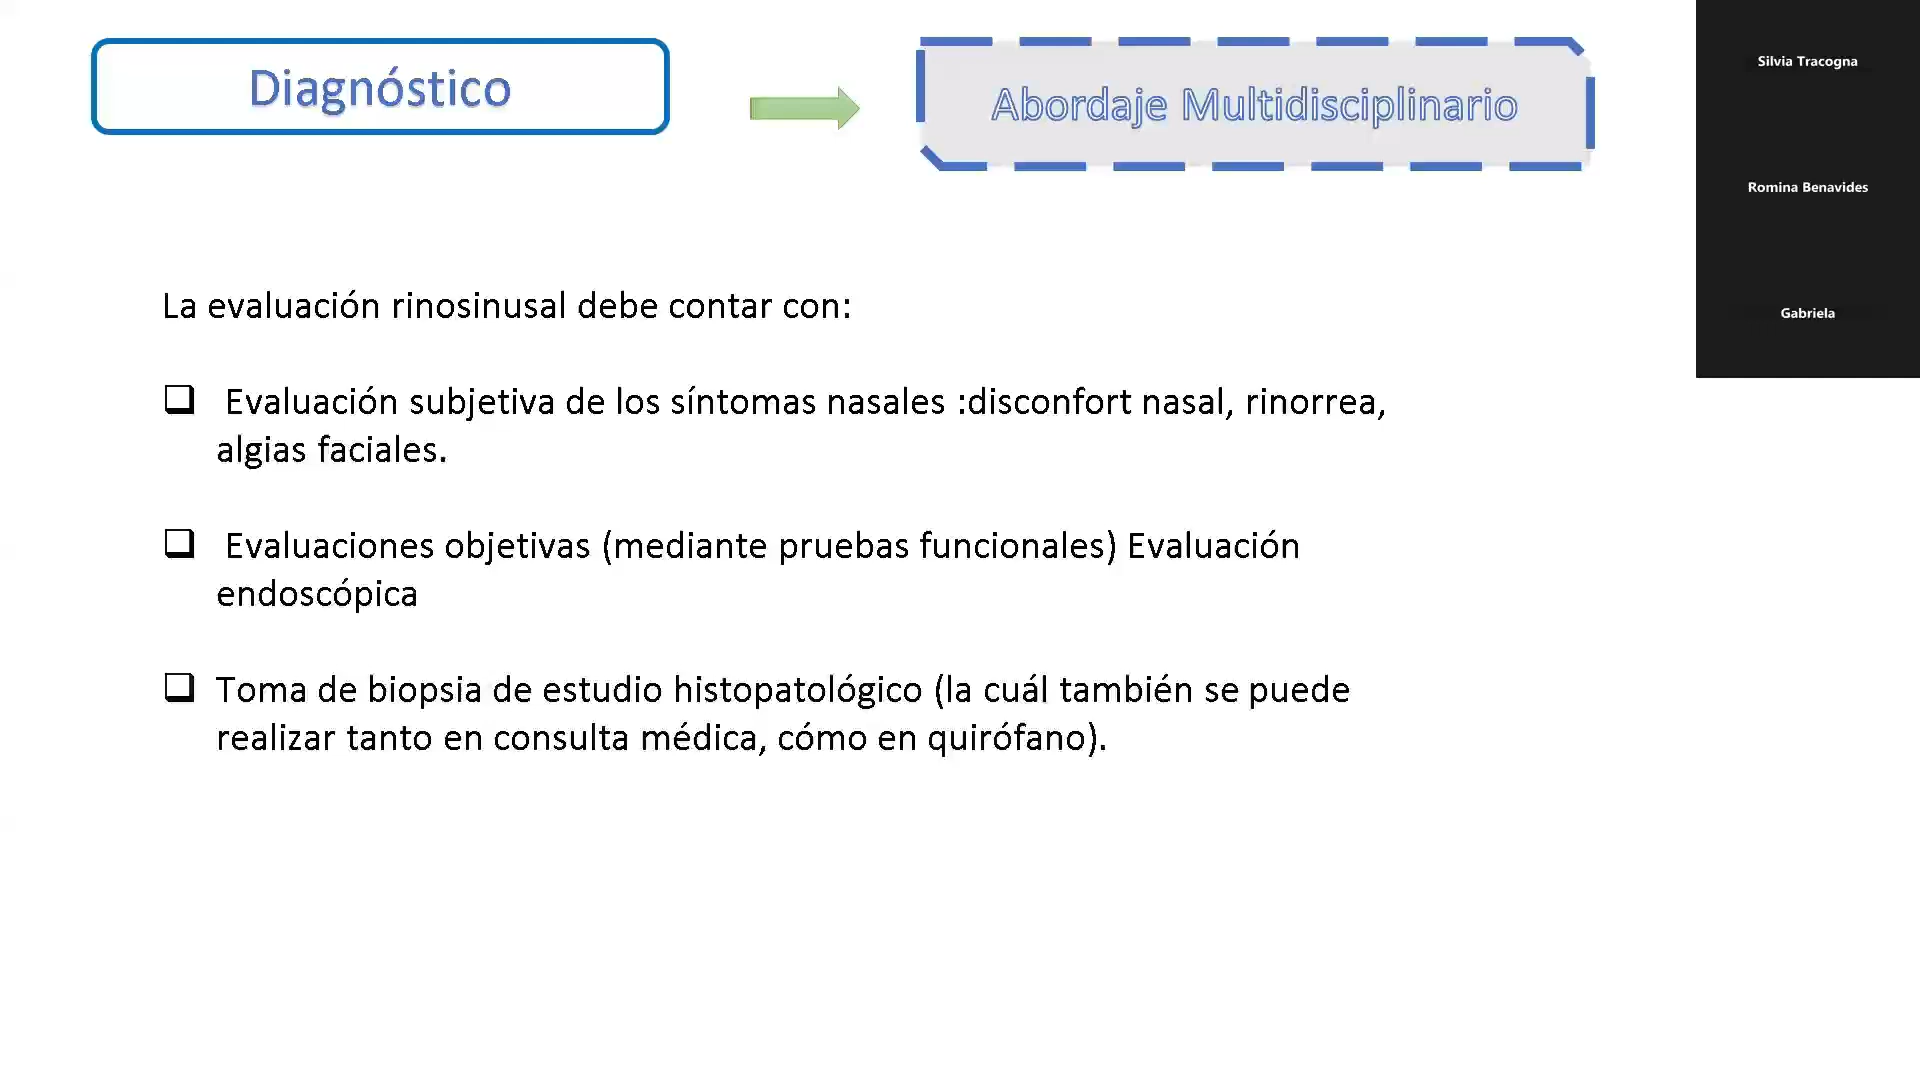 Diagnóstico
Abordaje Multidisciplinario
Silvia Tracogna
Romina Benavides
Gabriela
La evaluación rinosinusal debe contar con:
Evaluación subjetiva de los síntomas nasales :disconfort nasal, rinorrea,
algias faciales.
Evaluaciones objetivas (mediante pruebas funcionales) Evaluación
endoscópica
Toma de biopsia de estudio histopatológico (la cuál también se puede
realizar tanto en consulta médica, cómo en quirófano).